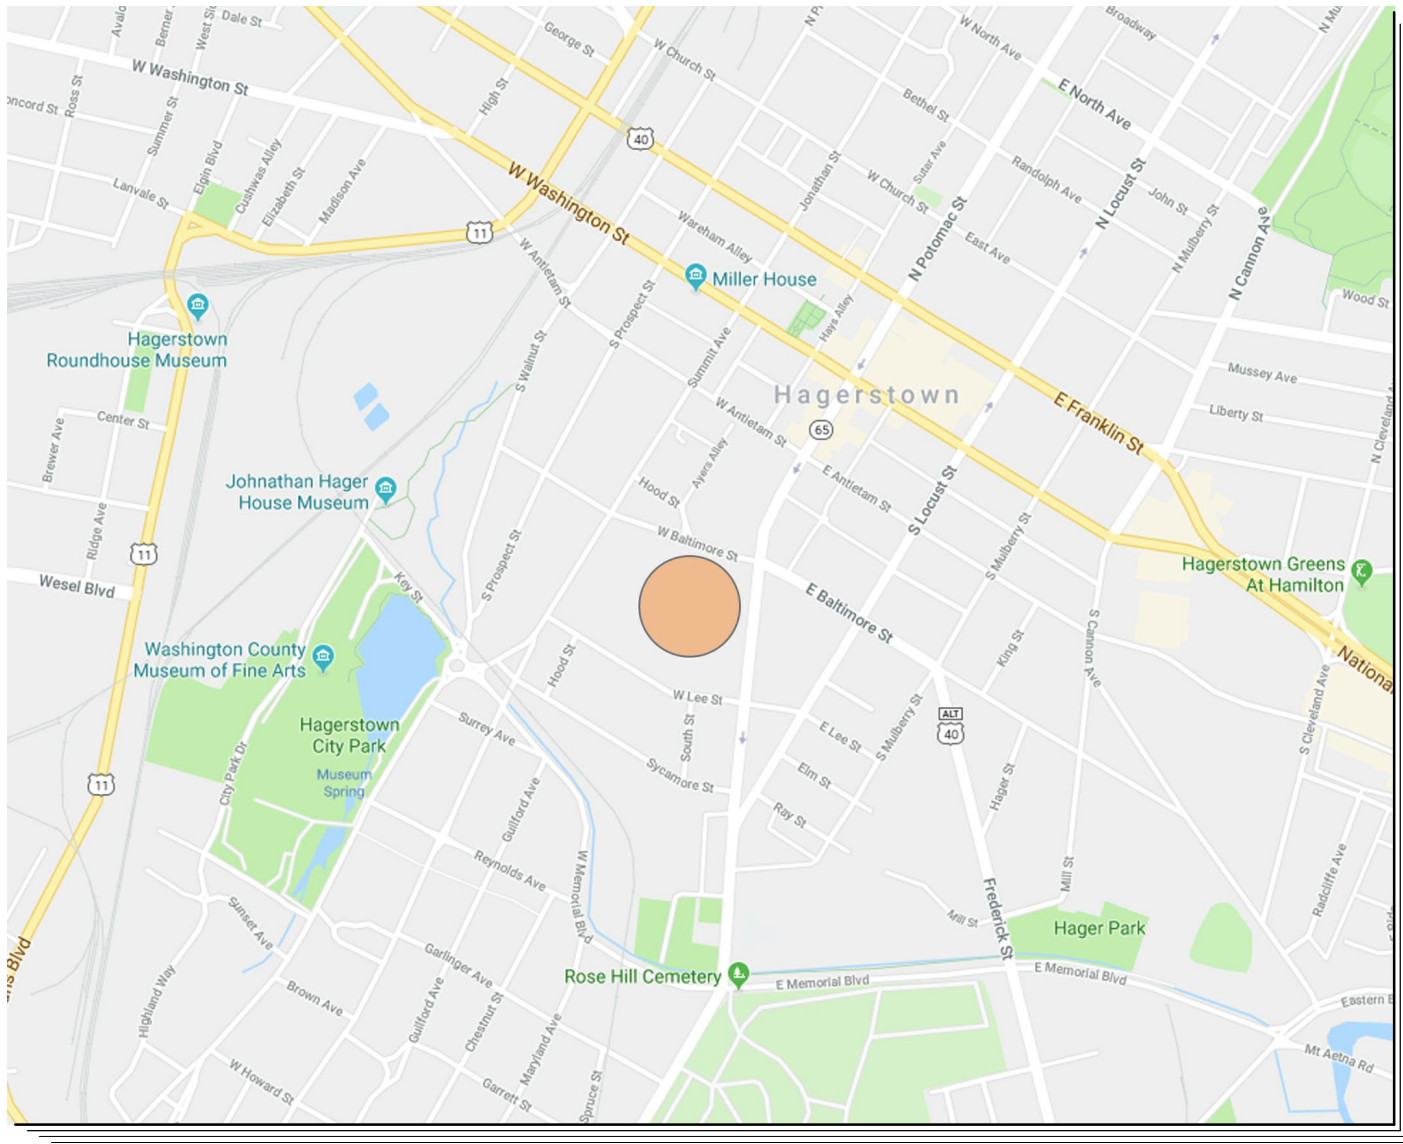 Dale St
George St
W Church St
W North Ave
Broadway
W Washington St
Ross St
Summer St
High St
40
Bethel St
E North Ave
Lanvale St
Elgin Blvd
Cushwas Alley
Elizabeth St
Madison Ave
W Washington St
Jonathan St
W Church St
Sutar Ave
Randolph Ave
N Locust St
John St
N Mulberry St
N Cannon Ave
11
Wareham Alley
N Potomac St
East Ave
W Antietam St
S Prospect St
Miller House
Hays Alley
Wood St
Hagerstown
Roundhouse Museum
S Walnut St
Summit Ave
Hagerstown
Mussey Ave
Liberty St
Center St
Brewer Ave
W Antietam St
65
E Franklin St
Ayers Alley
Hood St
E Antietam St
S Locust St
Johnathan Hager
House Museum
Ridge Ave
11
W Baltimore St
S Prospect St
S Mulberry St
Hagerstown Greens
At Hamilton
Wesel Blvd
Key St
E Baltimore St
S Cannon Ave
King St
Washington County
Museum of Fine Arts
Hood St
W Lee St
South St
E Lee St
S Mulberry St
ALT
40
S Cleveland Ave
Hagerstown
City Park
Museum
Spring
City Park Dr
Surrey Ave
Sycamore St
Elm St
Ray St
Hager St
11
Guilford Ave
Reynolds Ave
W Memorial Blvd
Mill St
Mill St
Frederick St
Radcliffe Ave
Hager Park
Sunset Ave
Garlinger Ave
Rose Hill Cemetery
E Memorial Blvd
E Memorial Blvd
Highland Way
Brown Ave
Guilford Ave
Chestnut St
Maryland Ave
Eastern
Mt Aetna Rd
W Howard St
Garrett St
Spruce St